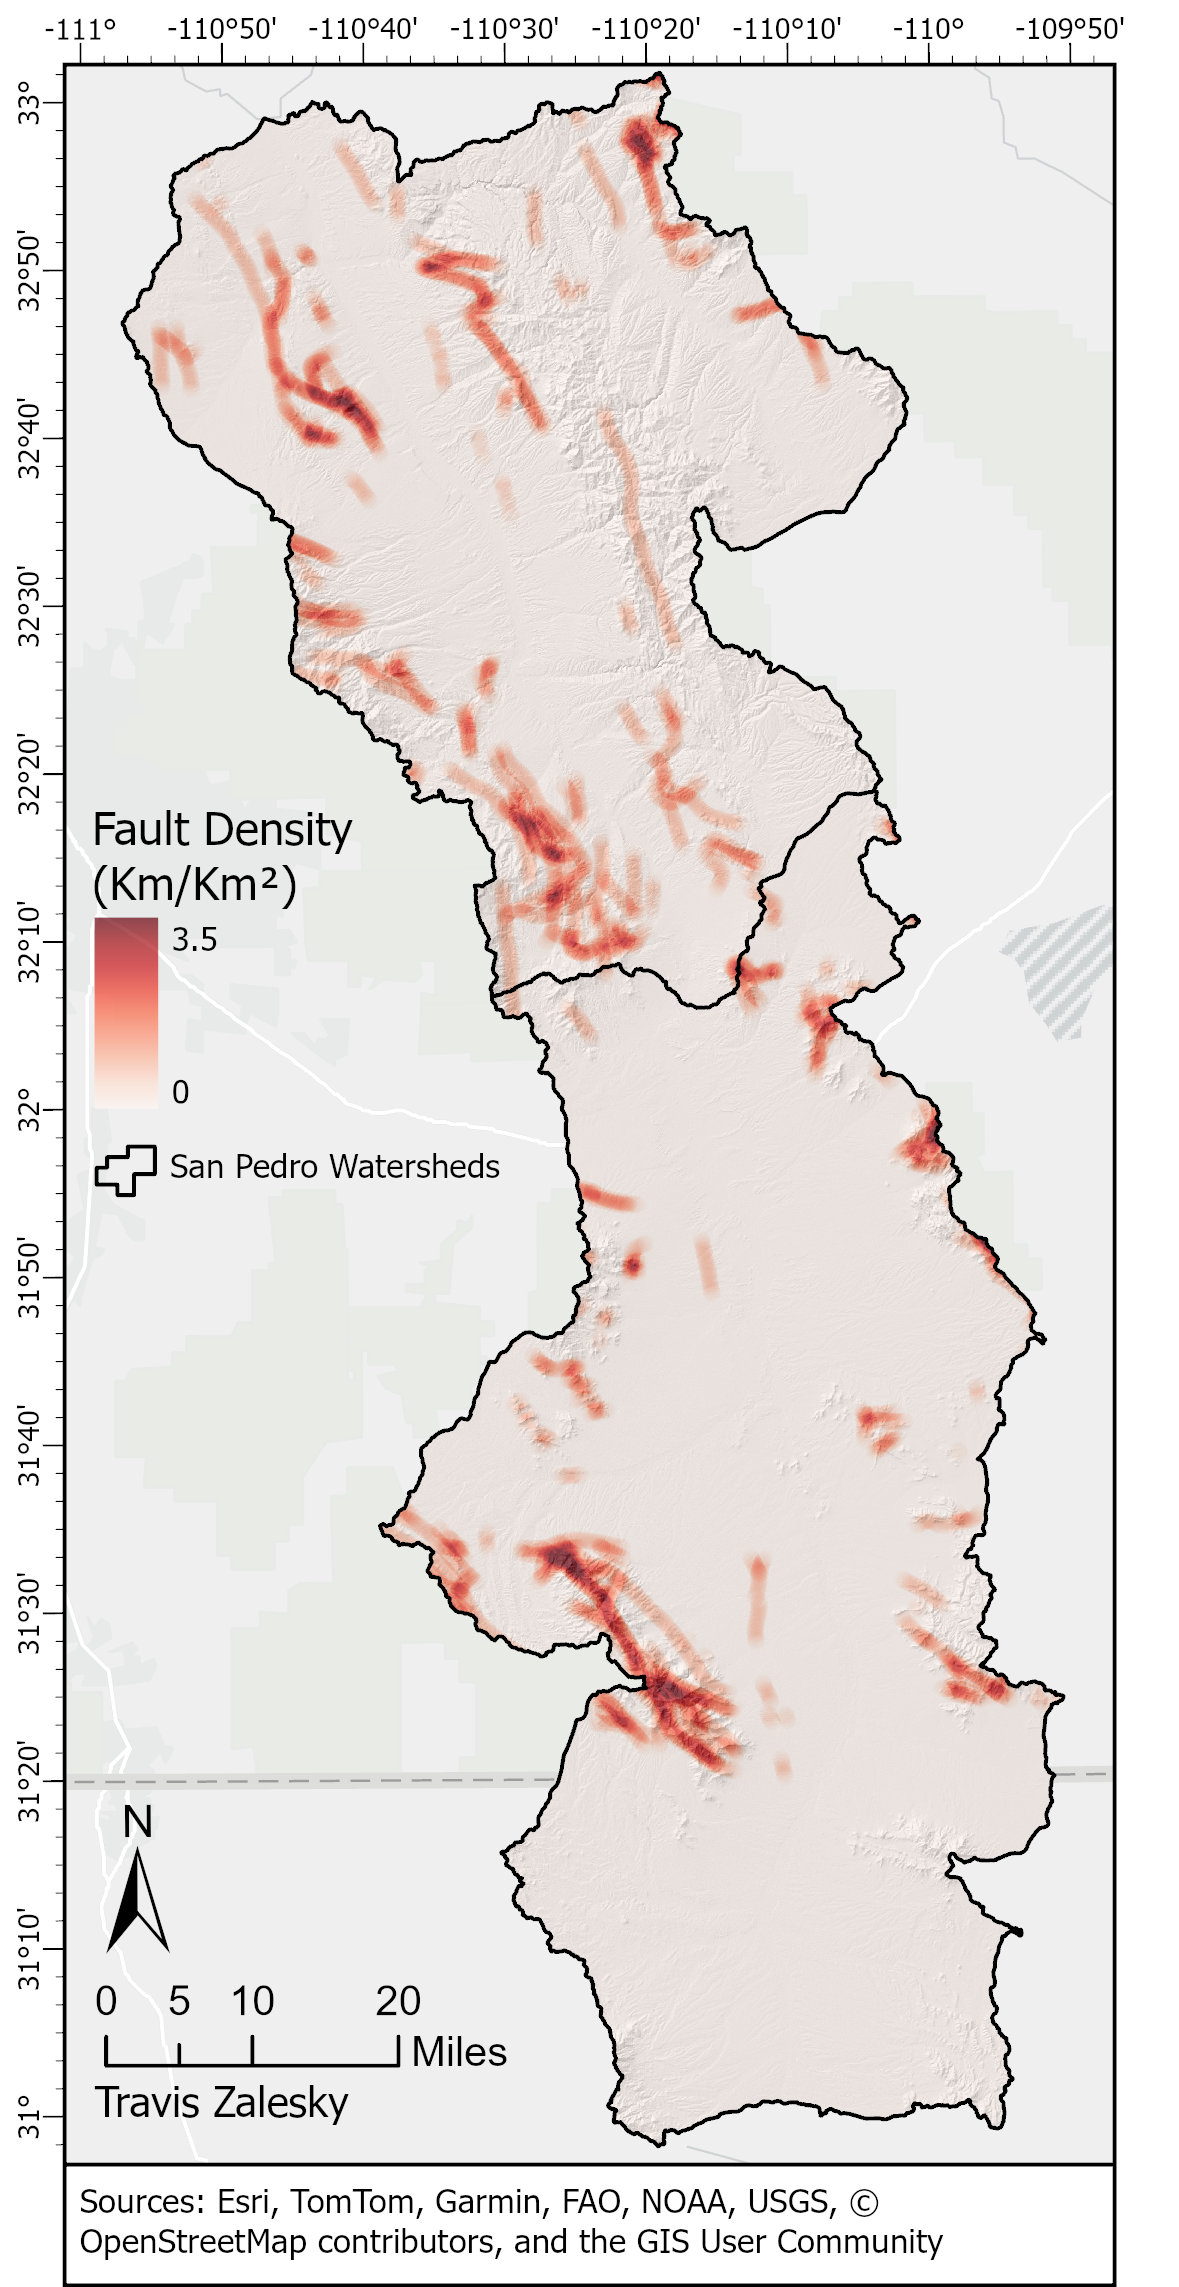 -111° -110°50' -110°40' -110°30' -110°20' -110°10' -110° -109°50'
33°
32°50'
32°40'
32°30'
32°20'
32°10'
32°
31°50'
31°40'
31°30'
31°20'
31°10'
31°
Fault Density
(Km/Km²)
3.5
0
San Pedro Watersheds
N
0 5 10 20
Miles
Travis Zalesky
Sources: Esri, TomTom, Garmin, FAO, NOAA, USGS, ©
OpenStreetMap contributors, and the GIS User Community